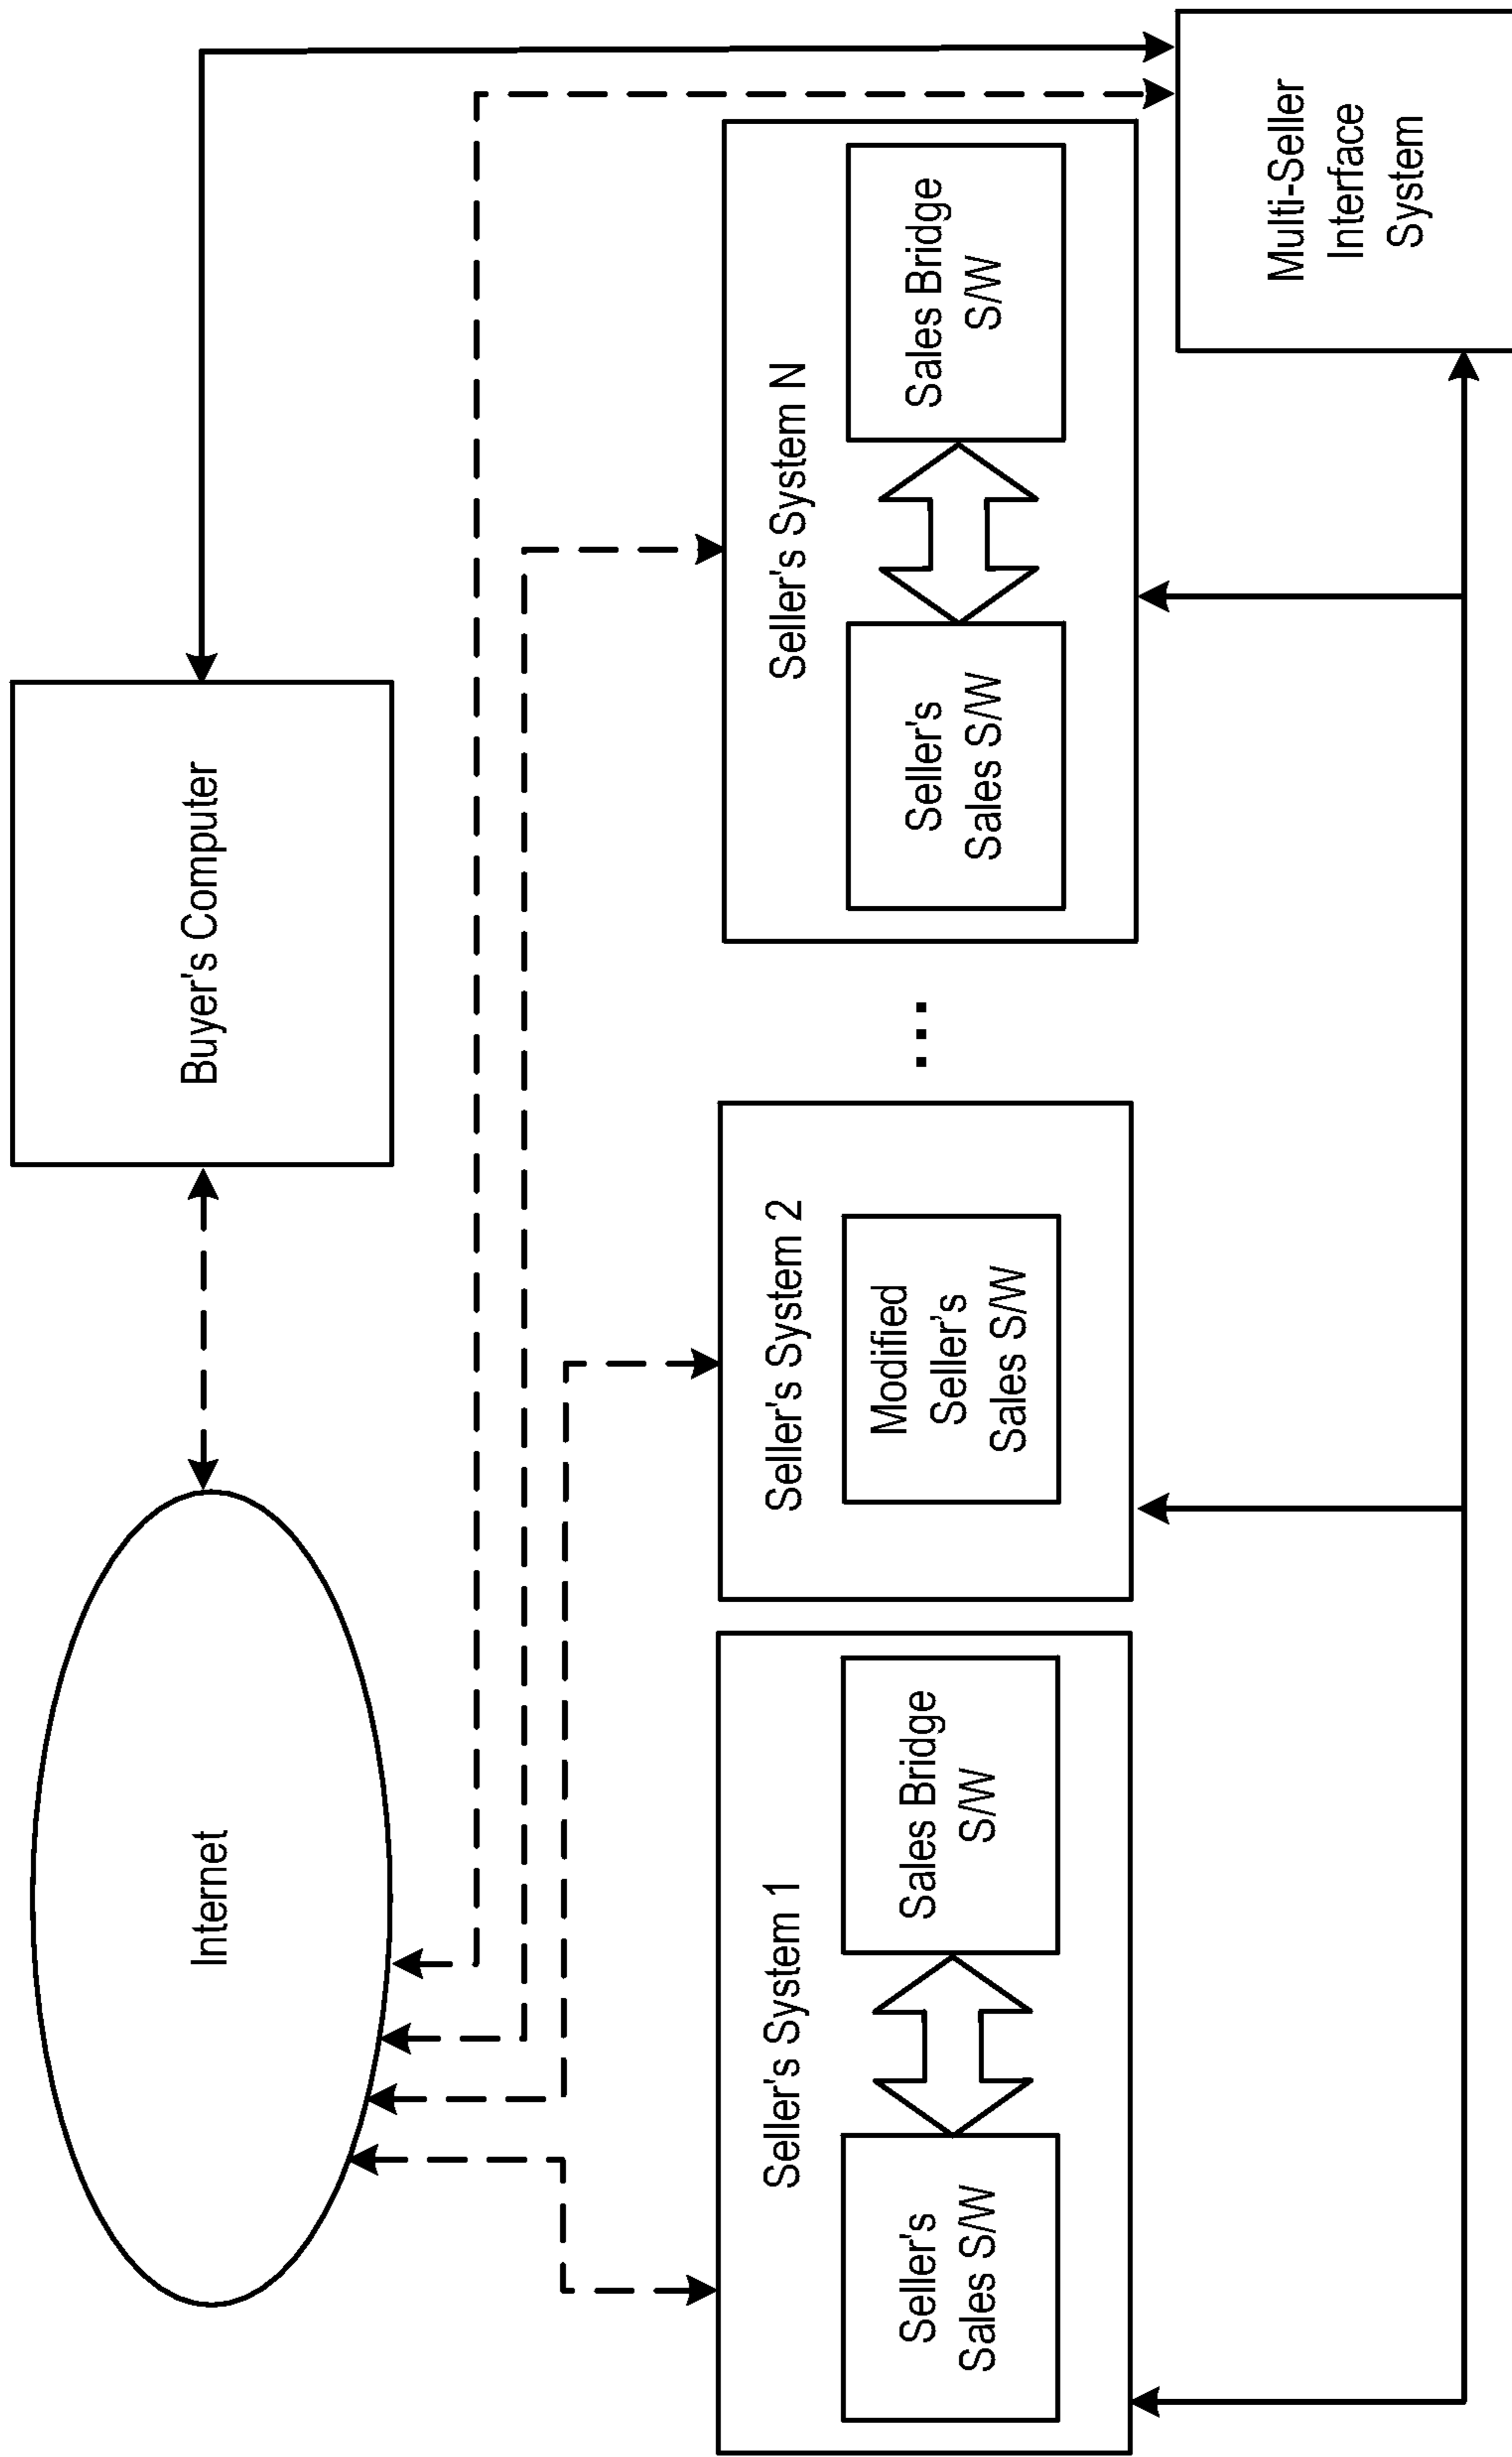 Internet
Buyer's Computer
Seller's System 1
Seller's
Sales S/W
Sales Bridge
S/W
Seller's System 2
Modified
Seller's
Sales S/W
...
Seller's System N
Seller's
Sales S/W
Sales Bridge
S/W
Multi-Seller
Interface
System